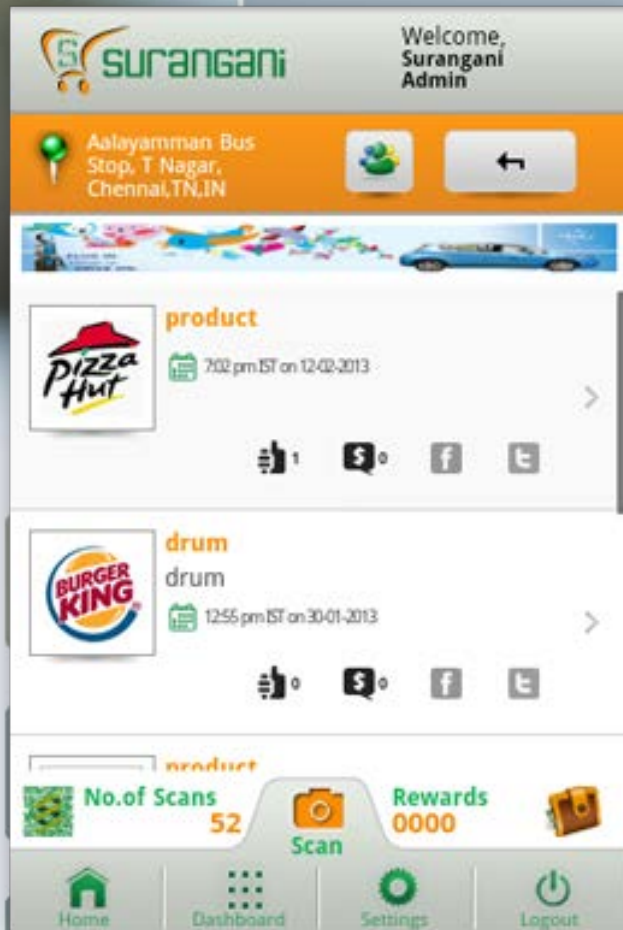 S surangani
Welcome,
Surangani
Admin
Aalayamman Bus
Stop, T Nagar,
Chennai,TN,IN
product
Pizza
Hut
7:02 pm IST on 12-02-2013
1
$ 0
f
t
drum
BURGER
KING
drum
12:55 pm IST on 30-01-2013
0
$ 0
f
t
product
No.of Scans
52
Scan
Rewards
0000
Home
Dashboard
Settings
Logout